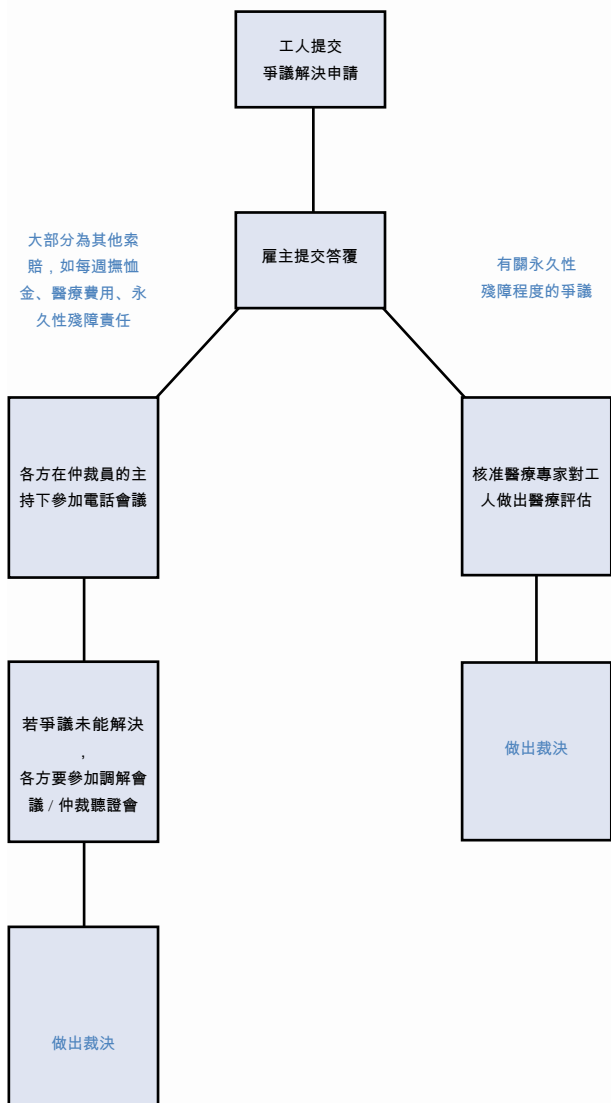 工人提交
爭議解決申請
雇主提交答覆
大部分為其他索
賠，如每週撫恤
金、醫療費用、永
久性殘障責任
有關永久性
殘障程度的爭議
各方在仲裁員的主
持下參加電話會議
核准醫療專家對工
人做出醫療評估
若爭議未能解決
，
各方要參加調解會
議 / 仲裁聽證會
做出裁決
做出裁決